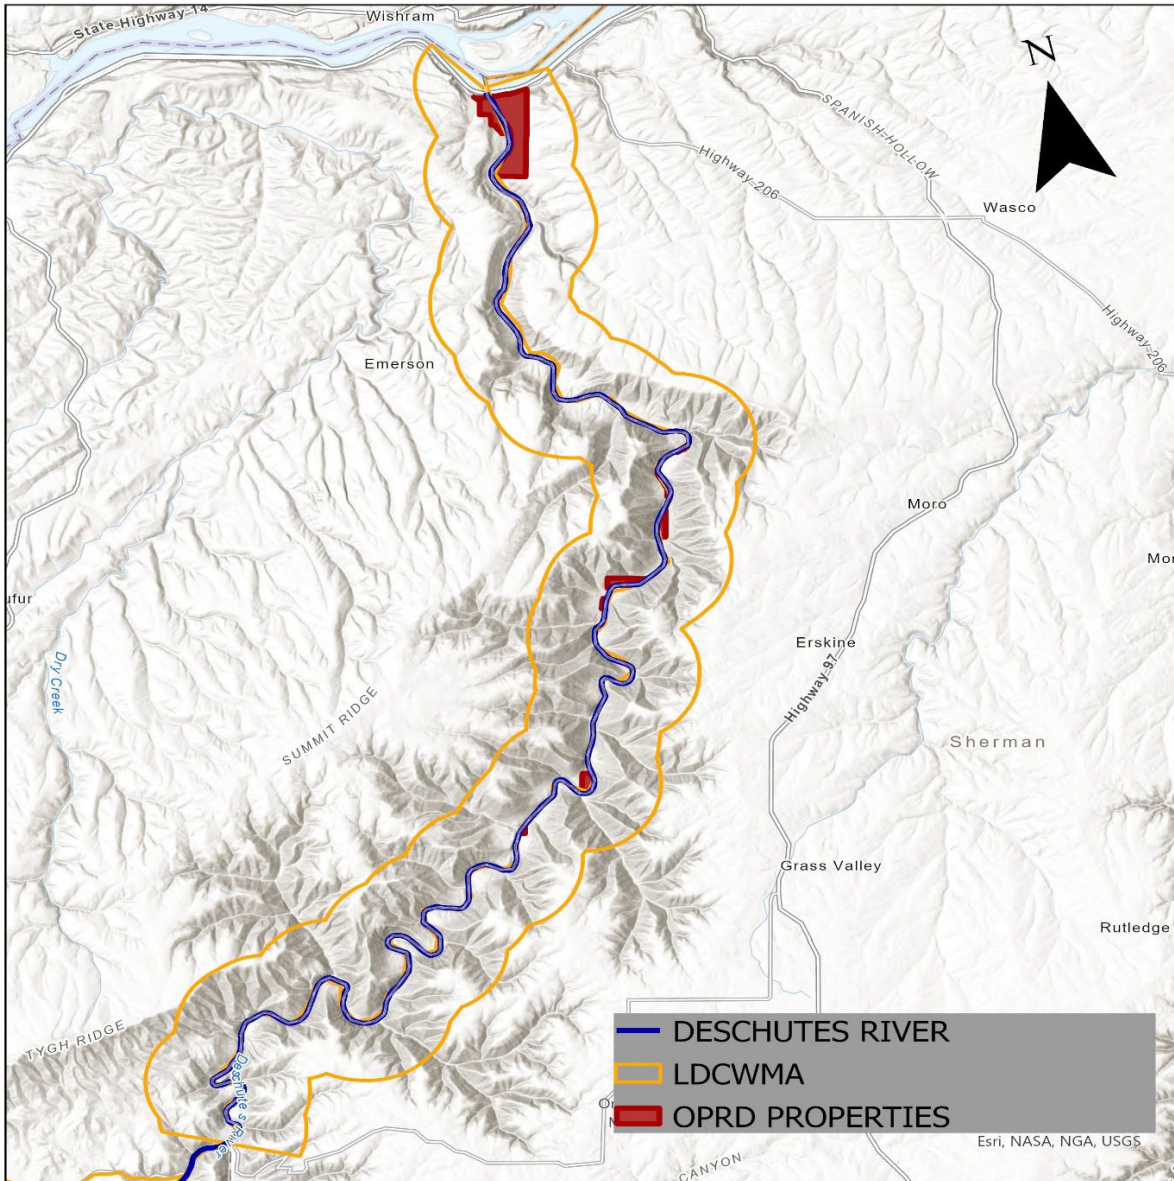 Wishram
State Highway 14
N
SPANISH HOLLOW
Highway 206
Wasco
Highway 206
Emerson
Moro
ufur
Erskine
Dry Creek
Highway 97
SUMMIT RIDGE
Sherman
Grass Valley
Rutledge
TYGH RIDGE
Deschutes River
DESCHUTES RIVER
LDCWMA
OPRD PROPERTIES
Esri, NASA, NGA, USGS
CANYON